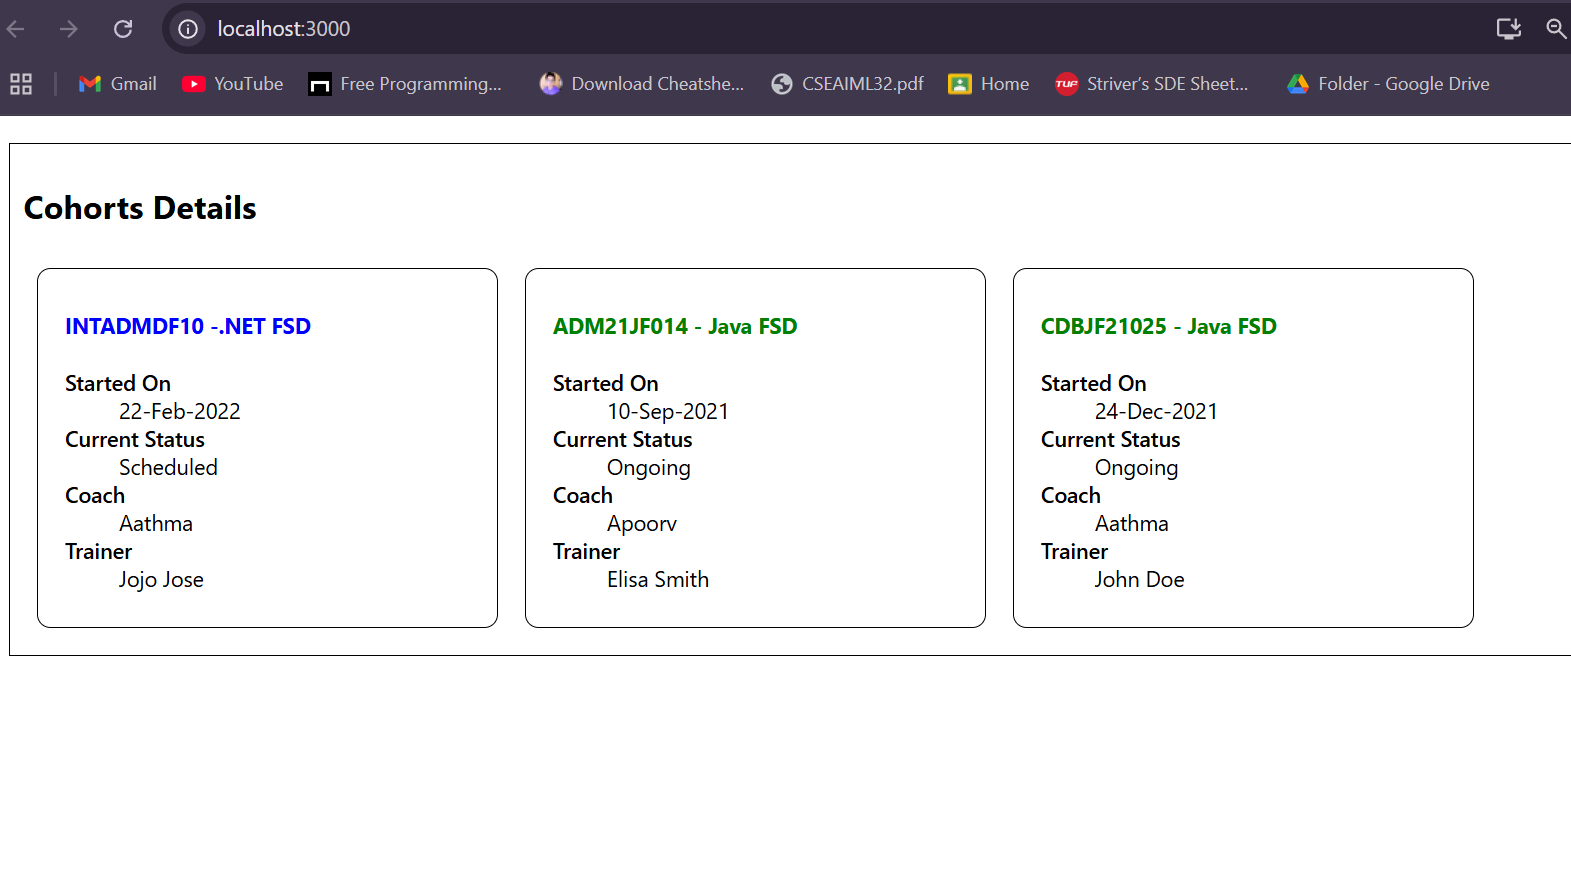 localhost:3000
Gmail YouTube Free Programming... Download Cheatshe... CSEAIML32.pdf Home TUF Striver's SDE Sheet... Folder - Google Drive
Cohorts Details
INTADMDF10 -.NET FSD
Started On
22-Feb-2022
Current Status
Scheduled
Coach
Aathma
Trainer
Jojo Jose
ADM21JF014 - Java FSD
Started On
10-Sep-2021
Current Status
Ongoing
Coach
Apoorv
Trainer
Elisa Smith
CDBJF21025 - Java FSD
Started On
24-Dec-2021
Current Status
Ongoing
Coach
Aathma
Trainer
John Doe